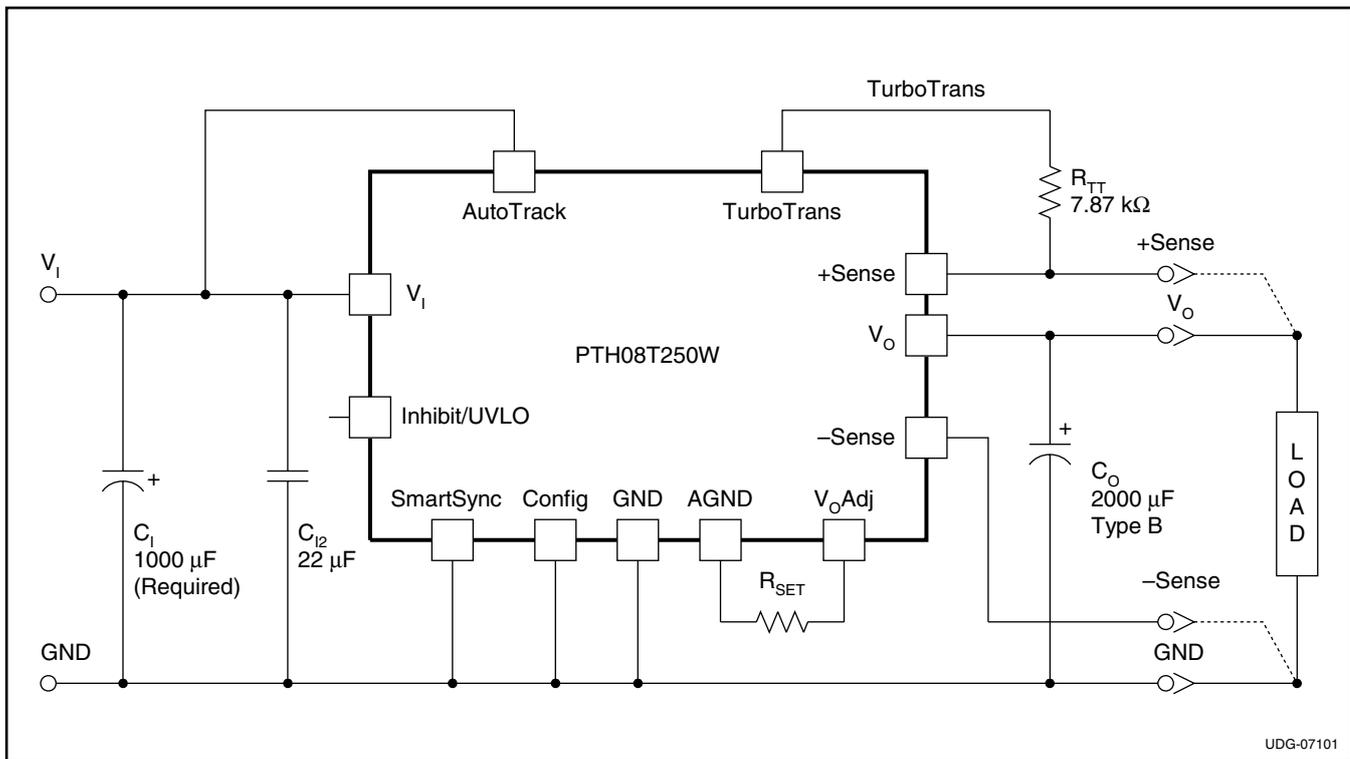 TurboTrans
AutoTrack
TurboTrans
R_TT
7.87 kΩ
+Sense
+Sense
V_I
V_I
V_O
V_O
PTH08T250W
Inhibit/UVLO
–Sense
+
+
SmartSync
Config
GND
AGND
V_OAdj
C_I
1000 µF
(Required)
C_I2
22 µF
R_SET
C_O
2000 µF
Type B
L
O
A
D
–Sense
GND
GND
UDG-07101